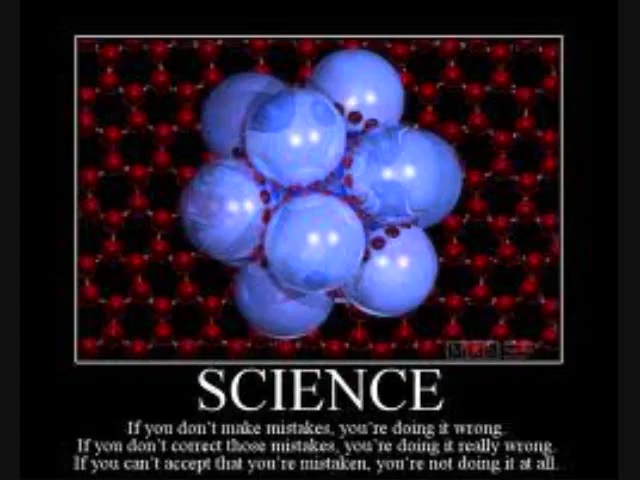 SCIENCE
If you don't make mistakes, you're doing it wrong.
If you don't correct those mistakes, you're doing it really wrong.
If you can't accept that you're mistaken, you're not doing it at all.